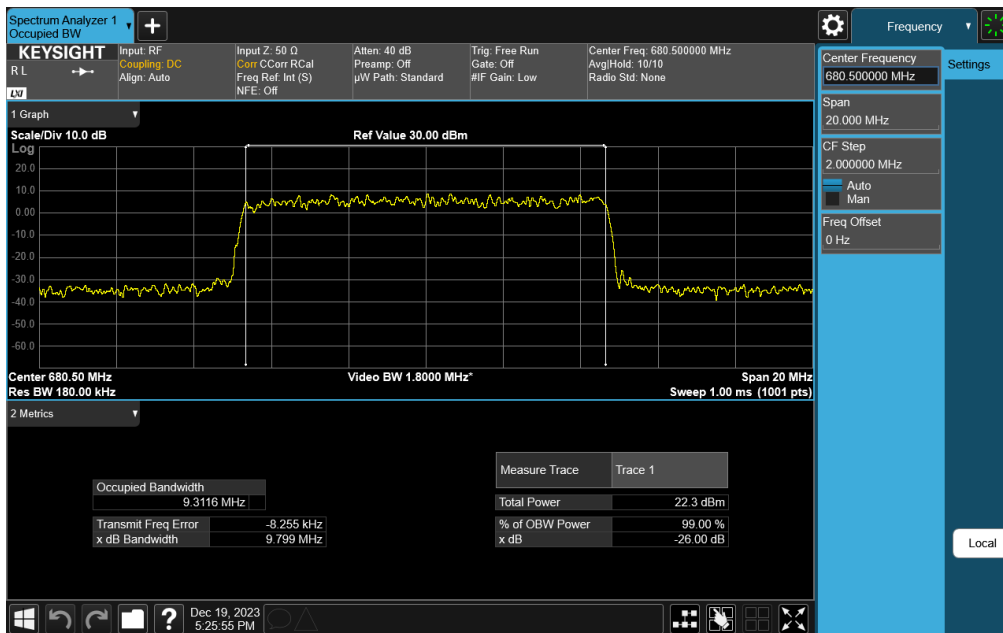 Spectrum Analyzer 1
Occupied BW
Frequency
KEYSIGHT
R L
LXI
Input: RF
Coupling: DC
Align: Auto
Input Z: 50 Ω
Corr CCorr RCal
Freq Ref: Int (S)
NFE: Off
Atten: 40 dB
Preamp: Off
µW Path: Standard
Trig: Free Run
Gate: Off
#IF Gain: Low
Center Freq: 680.500000 MHz
Avg|Hold: 10/10
Radio Std: None
Center Frequency
680.500000 MHz
Settings
Span
20.000 MHz
CF Step
2.000000 MHz
Auto
Man
Freq Offset
0 Hz
Local
1 Graph
Scale/Div 10.0 dB
Ref Value 30.00 dBm
Log
20.0
10.0
0.00
-10.0
-20.0
-30.0
-40.0
-50.0
-60.0
Center 680.50 MHz
Video BW 1.8000 MHz*
Span 20 MHz
Res BW 180.00 kHz
Sweep 1.00 ms (1001 pts)
2 Metrics
Measure Trace Trace 1
Occupied Bandwidth
9.3116 MHz
Total Power 22.3 dBm
Transmit Freq Error -8.255 kHz
% of OBW Power 99.00 %
x dB Bandwidth 9.799 MHz
x dB -26.00 dB
?
Dec 19, 2023
5:25:55 PM